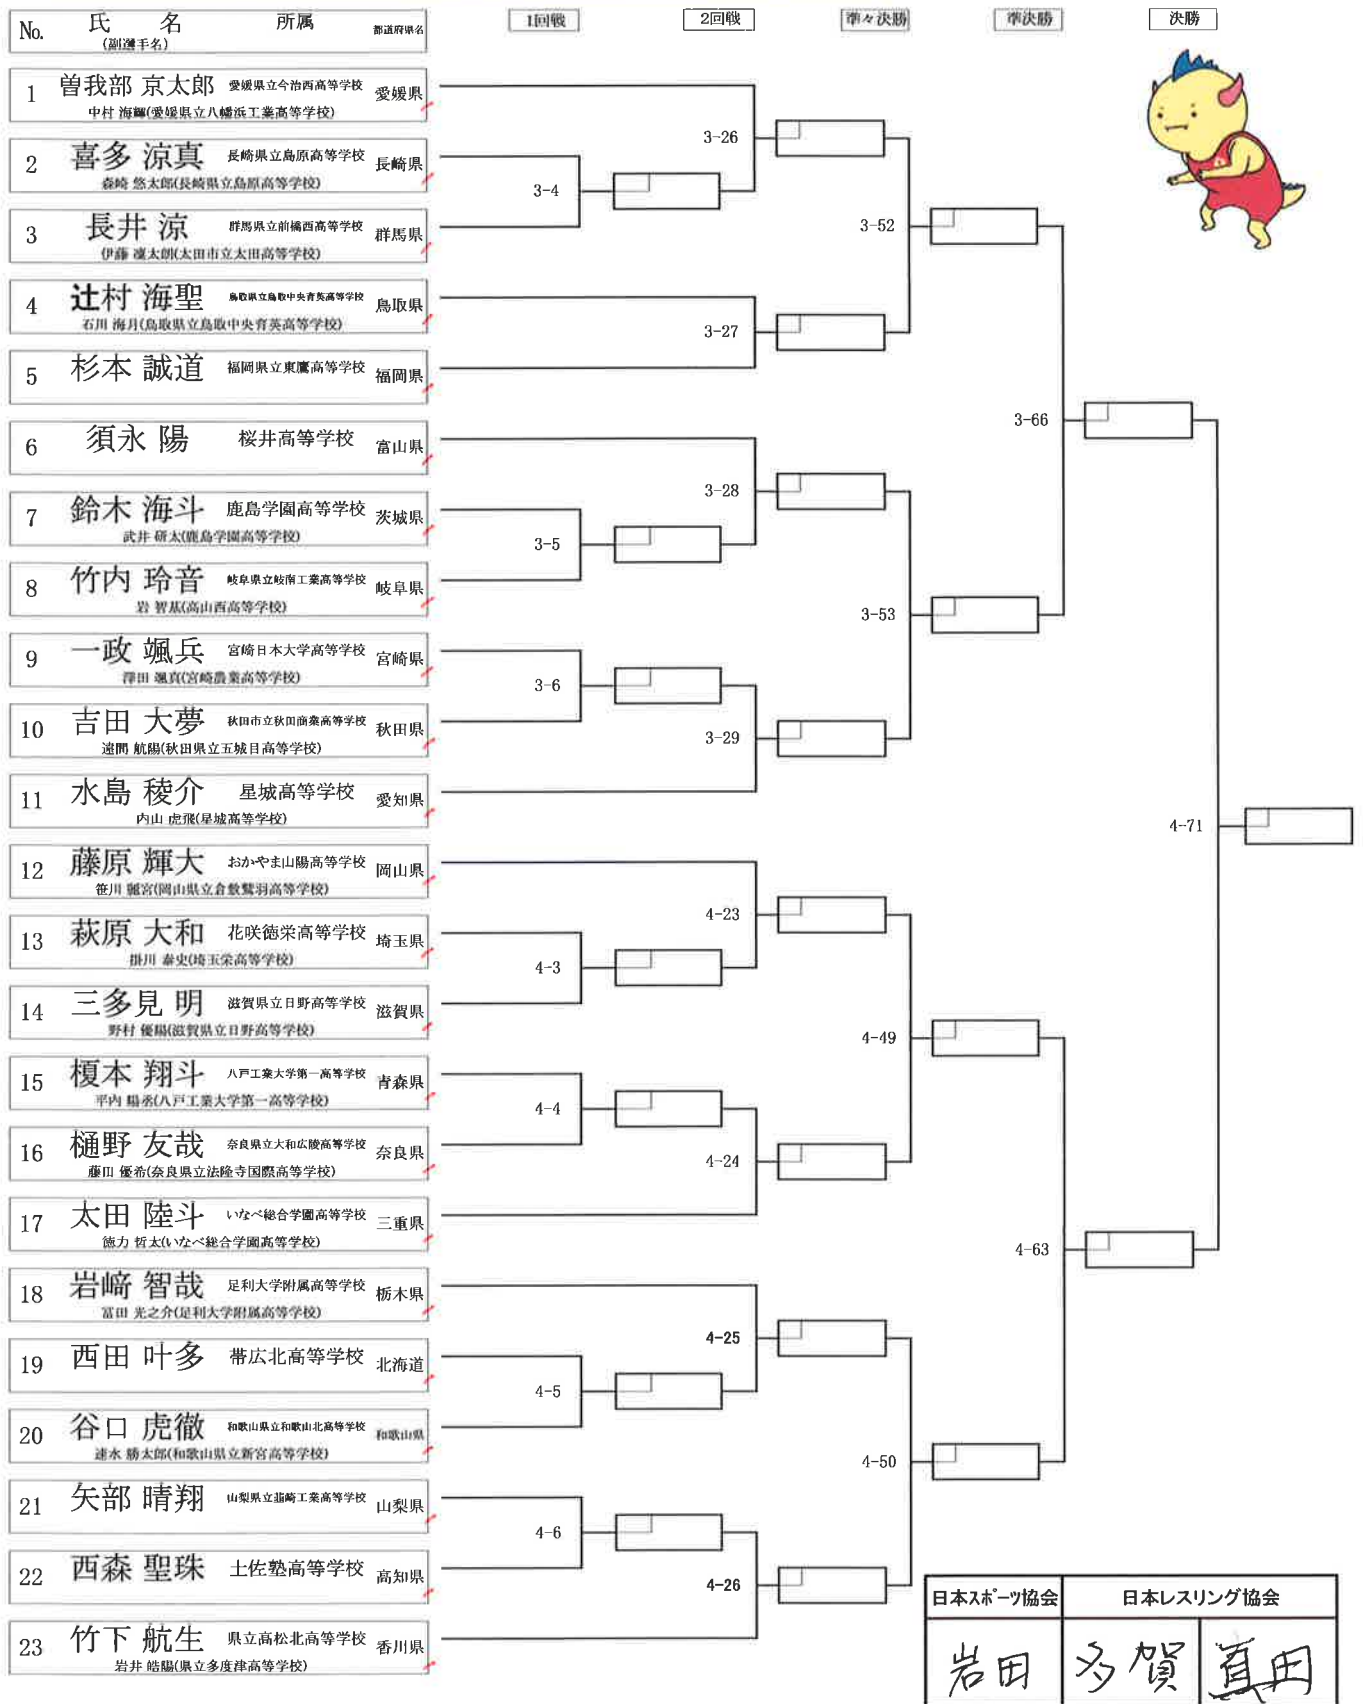 No. 氏 名 所属 都道府県名
(副選手名)
1回戦 2回戦 準々決勝 準決勝 決勝
1 曽我部 京太郎 愛媛県立今治西高等学校 愛媛県
中村 海輝(愛媛県立八幡浜工業高等学校)
2 喜多 涼真 長崎県立島原高等学校 長崎県
森崎 悠太郎(長崎県立島原高等学校)
3 長井 涼 群馬県立前橋西高等学校 群馬県
伊藤 凜太朗(太田市立太田高等学校)
4 辻村 海聖 鳥取県立鳥取中央育英高等学校 鳥取県
石川 海月(鳥取県立鳥取中央育英高等学校)
5 杉本 誠道 福岡県立東鷹高等学校 福岡県
6 須永 陽 桜井高等学校 富山県
7 鈴木 海斗 鹿島学園高等学校 茨城県
武井 研太(鹿島学園高等学校)
8 竹内 玲音 岐阜県立岐南工業高等学校 岐阜県
岩 智基(高山西高等学校)
9 一政 颯兵 宮崎日本大学高等学校 宮崎県
澤田 颯真(宮崎農業高等学校)
10 吉田 大夢 秋田市立秋田商業高等学校 秋田県
遠間 航陽(秋田県立五城目高等学校)
11 水島 稜介 星城高等学校 愛知県
内山 虎飛(星城高等学校)
12 藤原 輝大 おかやま山陽高等学校 岡山県
笹川 寵宮(岡山県立倉敷鷲羽高等学校)
13 萩原 大和 花咲徳栄高等学校 埼玉県
掛川 泰史(埼玉栄高等学校)
14 三多見 明 滋賀県立日野高等学校 滋賀県
野村 優陽(滋賀県立日野高等学校)
15 榎本 翔斗 八戸工業大学第一高等学校 青森県
平内 陽丞(八戸工業大学第一高等学校)
16 樋野 友哉 奈良県立大和広陵高等学校 奈良県
藤田 優希(奈良県立法隆寺国際高等学校)
17 太田 陸斗 いなべ総合学園高等学校 三重県
徳力 哲太(いなべ総合学園高等学校)
18 岩﨑 智哉 足利大学附属高等学校 栃木県
冨田 光之介(足利大学附属高等学校)
19 西田 叶多 帯広北高等学校 北海道
20 谷口 虎徹 和歌山県立和歌山北高等学校 和歌山県
速水 勝太郎(和歌山県立新宮高等学校)
21 矢部 晴翔 山梨県立韮崎工業高等学校 山梨県
22 西森 聖珠 土佐塾高等学校 高知県
23 竹下 航生 県立高松北高等学校 香川県
岩井 皓陽(県立多度津高等学校)
3-4
3-5
3-6
4-3
4-4
4-5
4-6
3-26
3-27
3-28
3-29
4-23
4-24
4-25
4-26
3-52
3-53
4-49
4-50
3-66
4-63
4-71
日本スポーツ協会 日本レスリング協会
岩田 多賀 真田